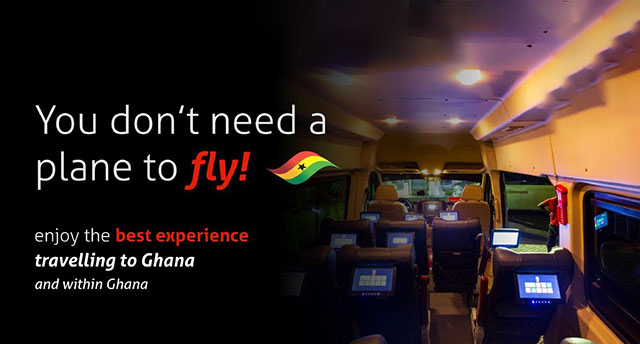 You don't need a
plane to fly!
enjoy the best experience
travelling to Ghana
and within Ghana